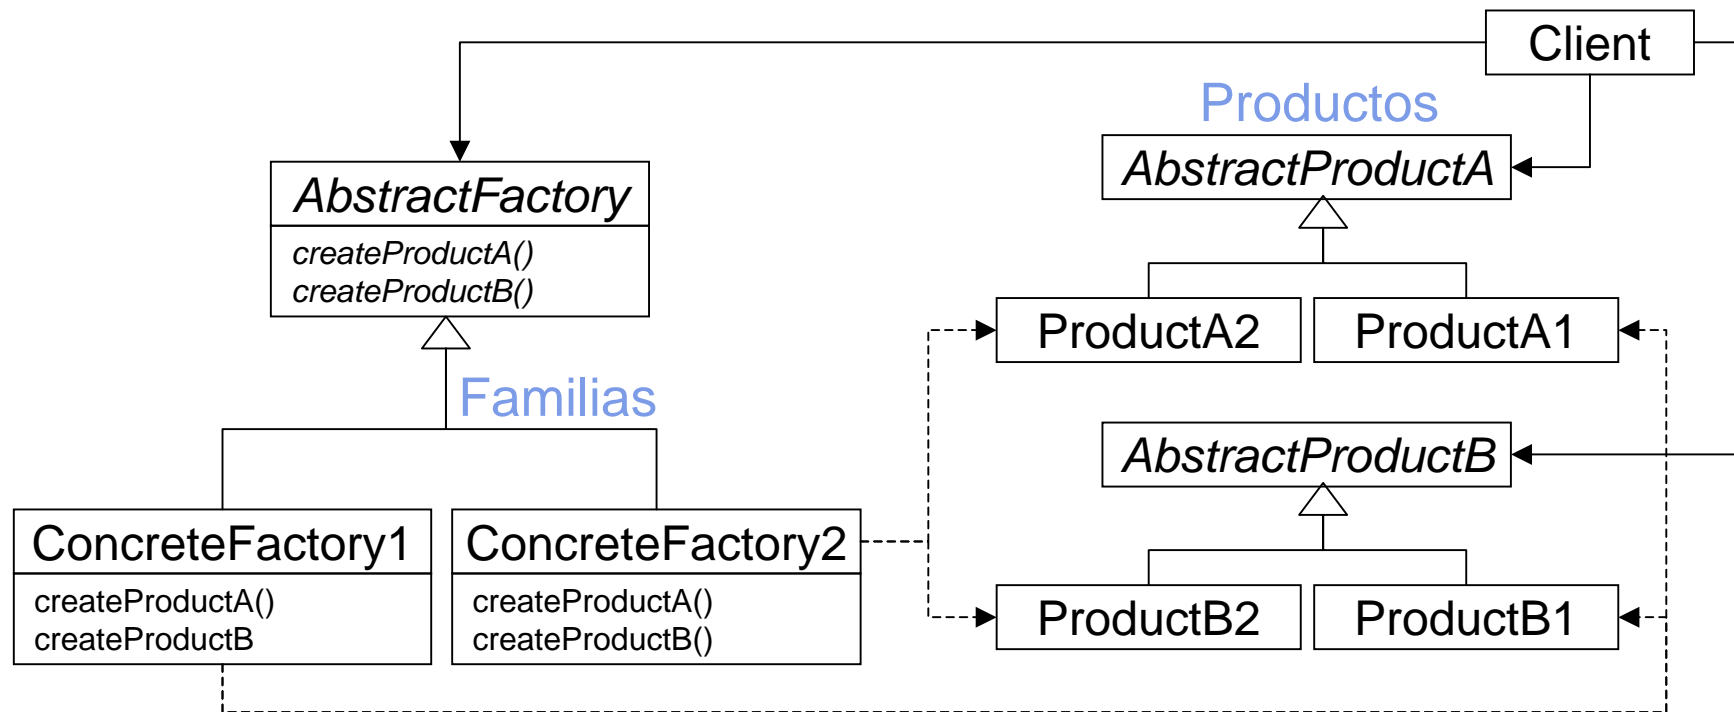 Client
Productos
AbstractProductA
AbstractFactory
createProductA()
createProductB()
ProductA2
ProductA1
Familias
AbstractProductB
ConcreteFactory1
createProductA()
createProductB
ConcreteFactory2
createProductA()
createProductB()
ProductB2
ProductB1